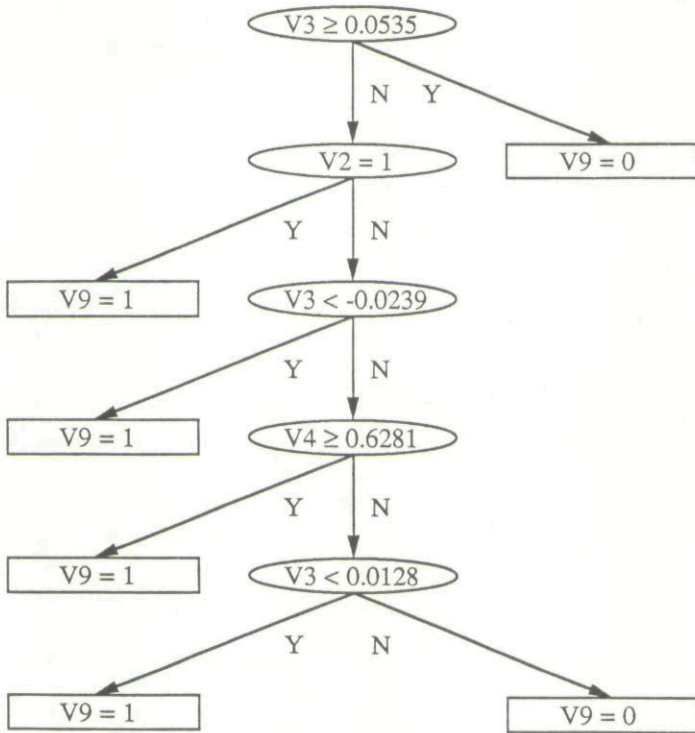 V3 ≥ 0.0535
N Y
V2 = 1 V9 = 0
Y N
V9 = 1 V3 < -0.0239
Y N
V9 = 1 V4 ≥ 0.6281
Y N
V9 = 1 V3 < 0.0128
Y N
V9 = 1 V9 = 0